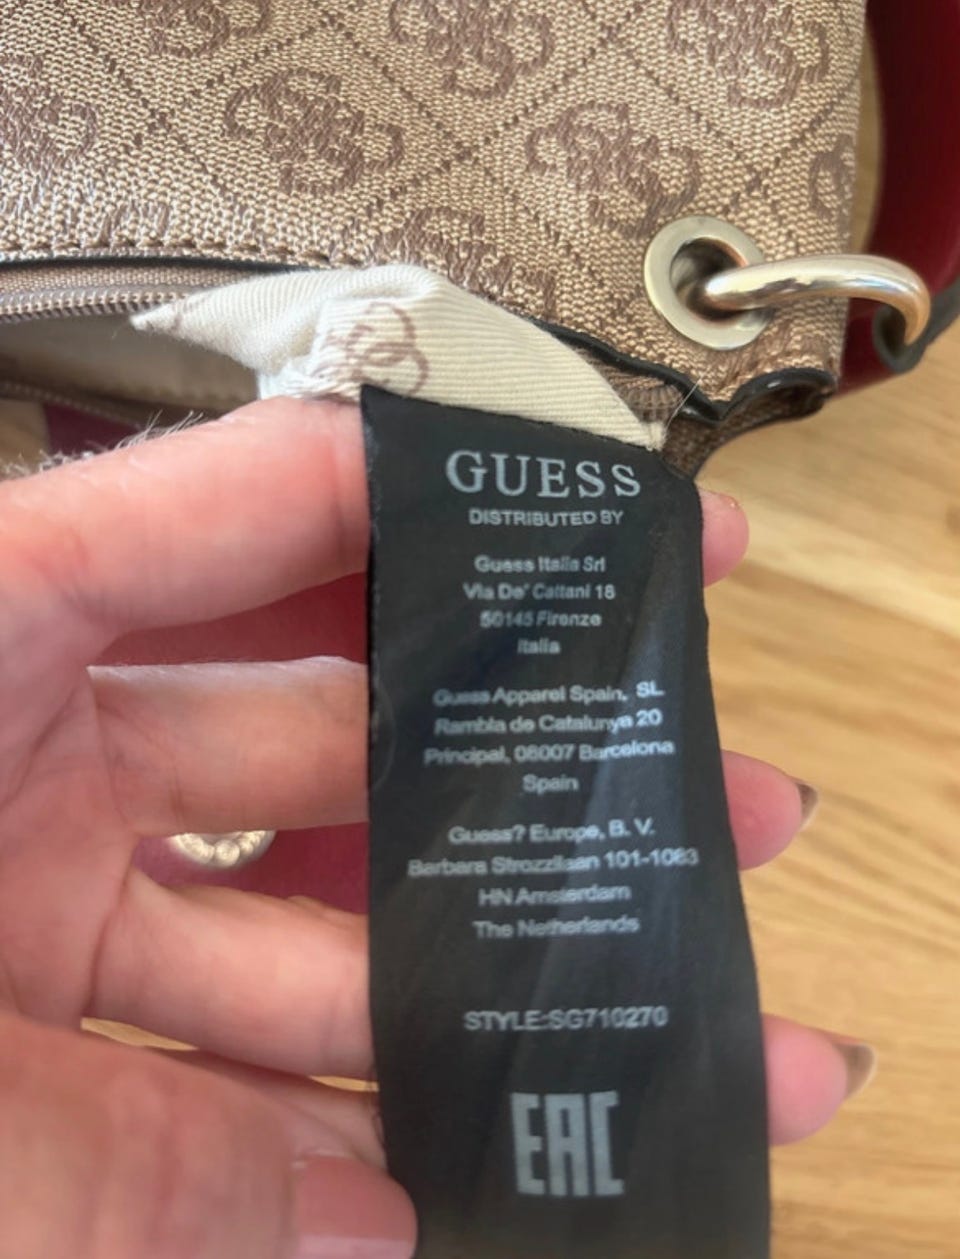 GUESS
DISTRIBUTED BY
Guess Italia Srl
Via De' Cattani 18
50145 Firenze
Italia
Guess Apparel Spain, SL
Rambla de Catalunya 20
Principal, 08007 Barcelona
Spain
Guess? Europe, B. V.
Barbara Strozzilaan 101-1083
HN Amsterdam
The Netherlands
STYLE:SG710270
EAC